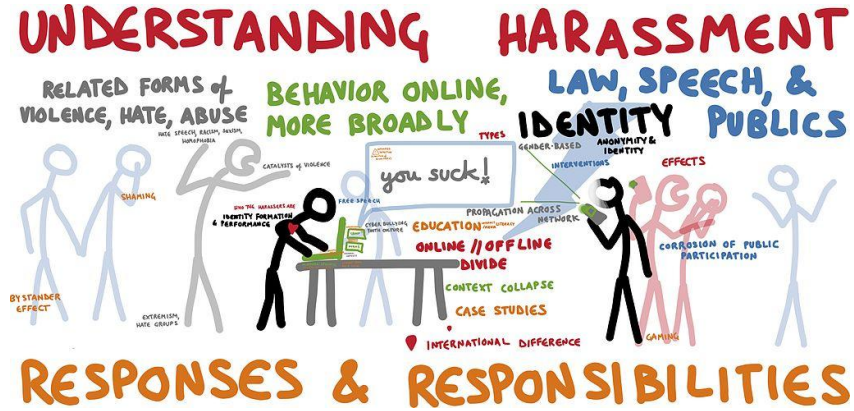 UNDERSTANDING HARASSMENT
RELATED FORMS of
VIOLENCE, HATE, ABUSE
HATE SPEECH, RACISM, SEXISM,
HOMOPHOBIA
BEHAVIOR ONLINE,
MORE BROADLY
LAW, SPEECH, &
PUBLICS
IDENTITY
ANONYMITY &
IDENTITY
TYPES
GENDER-BASED
INTERVENTIONS
EFFECTS
CATALYSTS of VIOLENCE
you suck!
SHAMING
WHO THE HARASSERS ARE
IDENTITY FORMATION
& PERFORMANCE
FREE SPEECH
CYBER BULLYING
YOUTH CULTURE
PROPAGATION ACROSS
NETWORK
EDUCATION
ONLINE // OFFLINE
DIVIDE
CORROSION OF PUBLIC
PARTICIPATION
CONTEXT COLLAPSE
CASE STUDIES
BYSTANDER
EFFECT
EXTREMISM,
HATE GROUPS
GAMING
INTERNATIONAL DIFFERENCE
RESPONSES & RESPONSIBILITIES